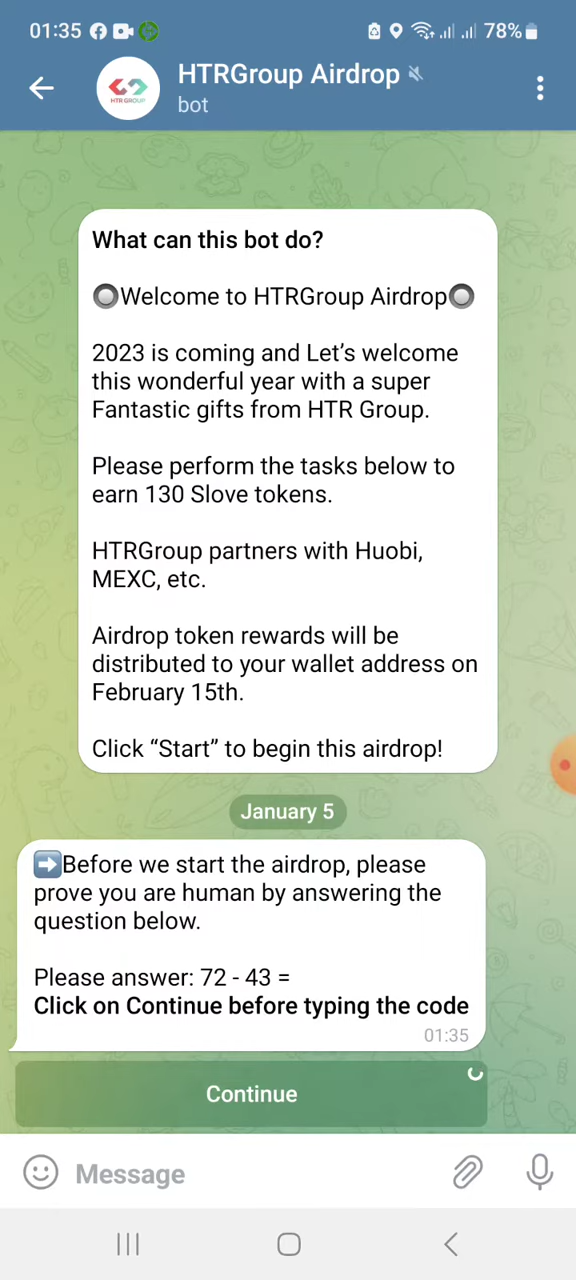 01:35
78%
HTRGroup Airdrop
bot
HTR GROUP
What can this bot do?
🔘Welcome to HTRGroup Airdrop🔘
2023 is coming and Let’s welcome
this wonderful year with a super
Fantastic gifts from HTR Group.
Please perform the tasks below to
earn 130 Slove tokens.
HTRGroup partners with Huobi,
MEXC, etc.
Airdrop token rewards will be
distributed to your wallet address on
February 15th.
Click “Start” to begin this airdrop!
January 5
➡️Before we start the airdrop, please
prove you are human by answering the
question below.
Please answer: 72 - 43 =
Click on Continue before typing the code
01:35
Continue
Message